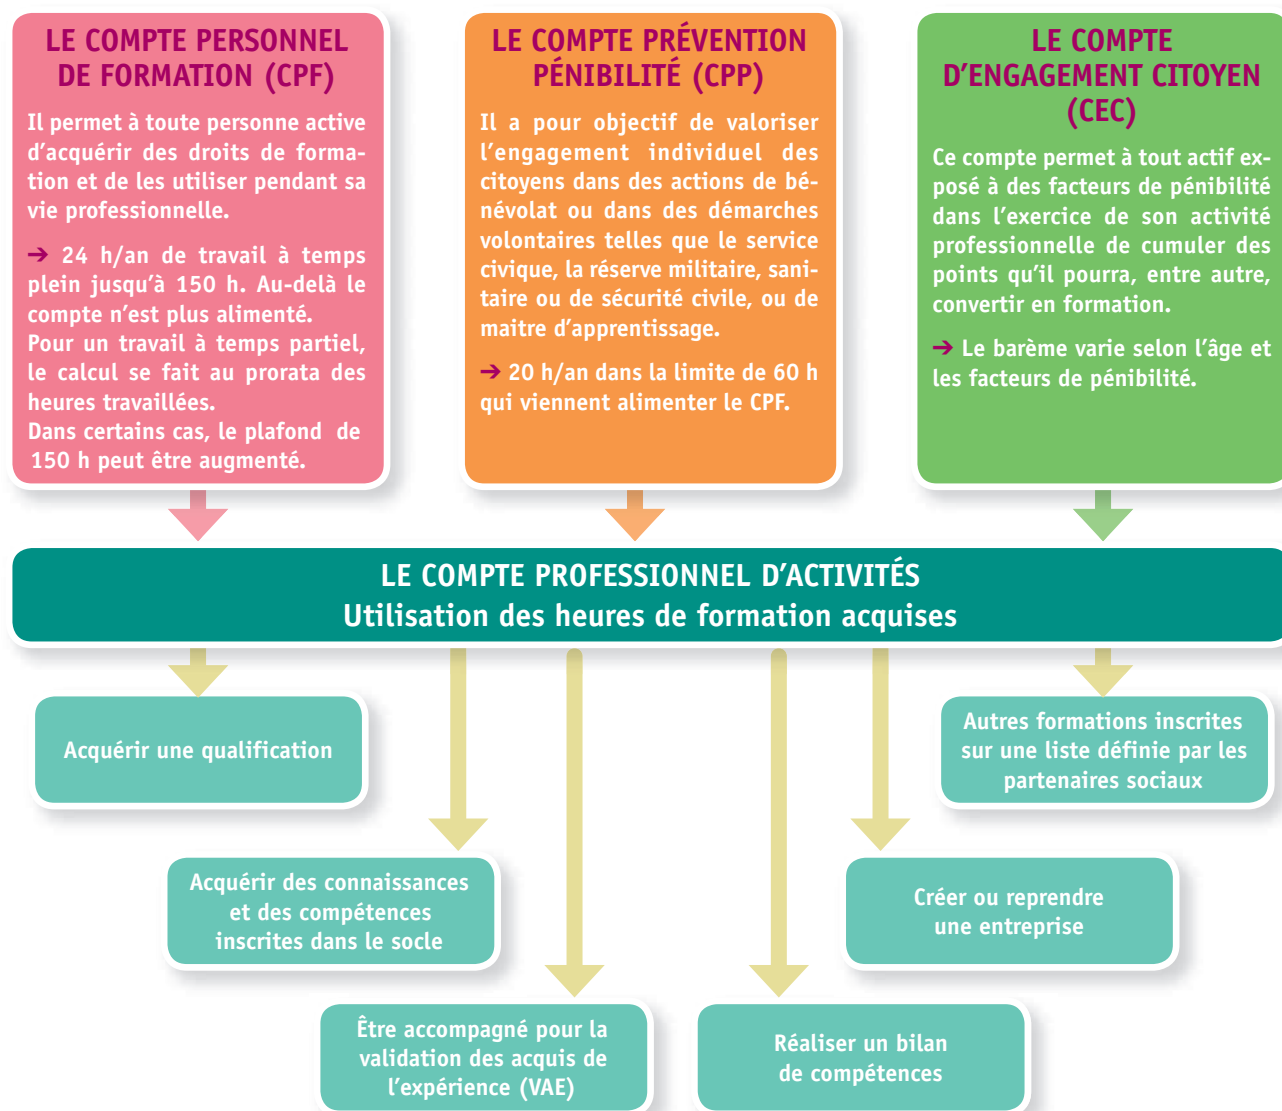 LE COMPTE PERSONNEL
DE FORMATION (CPF)
Il permet à toute personne active
d’acquérir des droits de forma-
tion et de les utiliser pendant sa
vie professionnelle.
➔ 24 h/an de travail à temps
plein jusqu’à 150 h. Au-delà le
compte n’est plus alimenté.
Pour un travail à temps partiel,
le calcul se fait au prorata des
heures travaillées.
Dans certains cas, le plafond de
150 h peut être augmenté.
LE COMPTE PRÉVENTION
PÉNIBILITÉ (CPP)
Il a pour objectif de valoriser
l’engagement individuel des
citoyens dans des actions de bé-
névolat ou dans des démarches
volontaires telles que le service
civique, la réserve militaire, sani-
taire ou de sécurité civile, ou de
maitre d’apprentissage.
➔ 20 h/an dans la limite de 60 h
qui viennent alimenter le CPF.
LE COMPTE
D’ENGAGEMENT CITOYEN
(CEC)
Ce compte permet à tout actif ex-
posé à des facteurs de pénibilité
dans l’exercice de son activité
professionnelle de cumuler des
points qu’il pourra, entre autre,
convertir en formation.
➔ Le barème varie selon l’âge et
les facteurs de pénibilité.
LE COMPTE PROFESSIONNEL D’ACTIVITÉS
Utilisation des heures de formation acquises
Acquérir une qualification
Autres formations inscrites
sur une liste définie par les
partenaires sociaux
Acquérir des connaissances
et des compétences
inscrites dans le socle
Créer ou reprendre
une entreprise
Être accompagné pour la
validation des acquis de
l’expérience (VAE)
Réaliser un bilan
de compétences